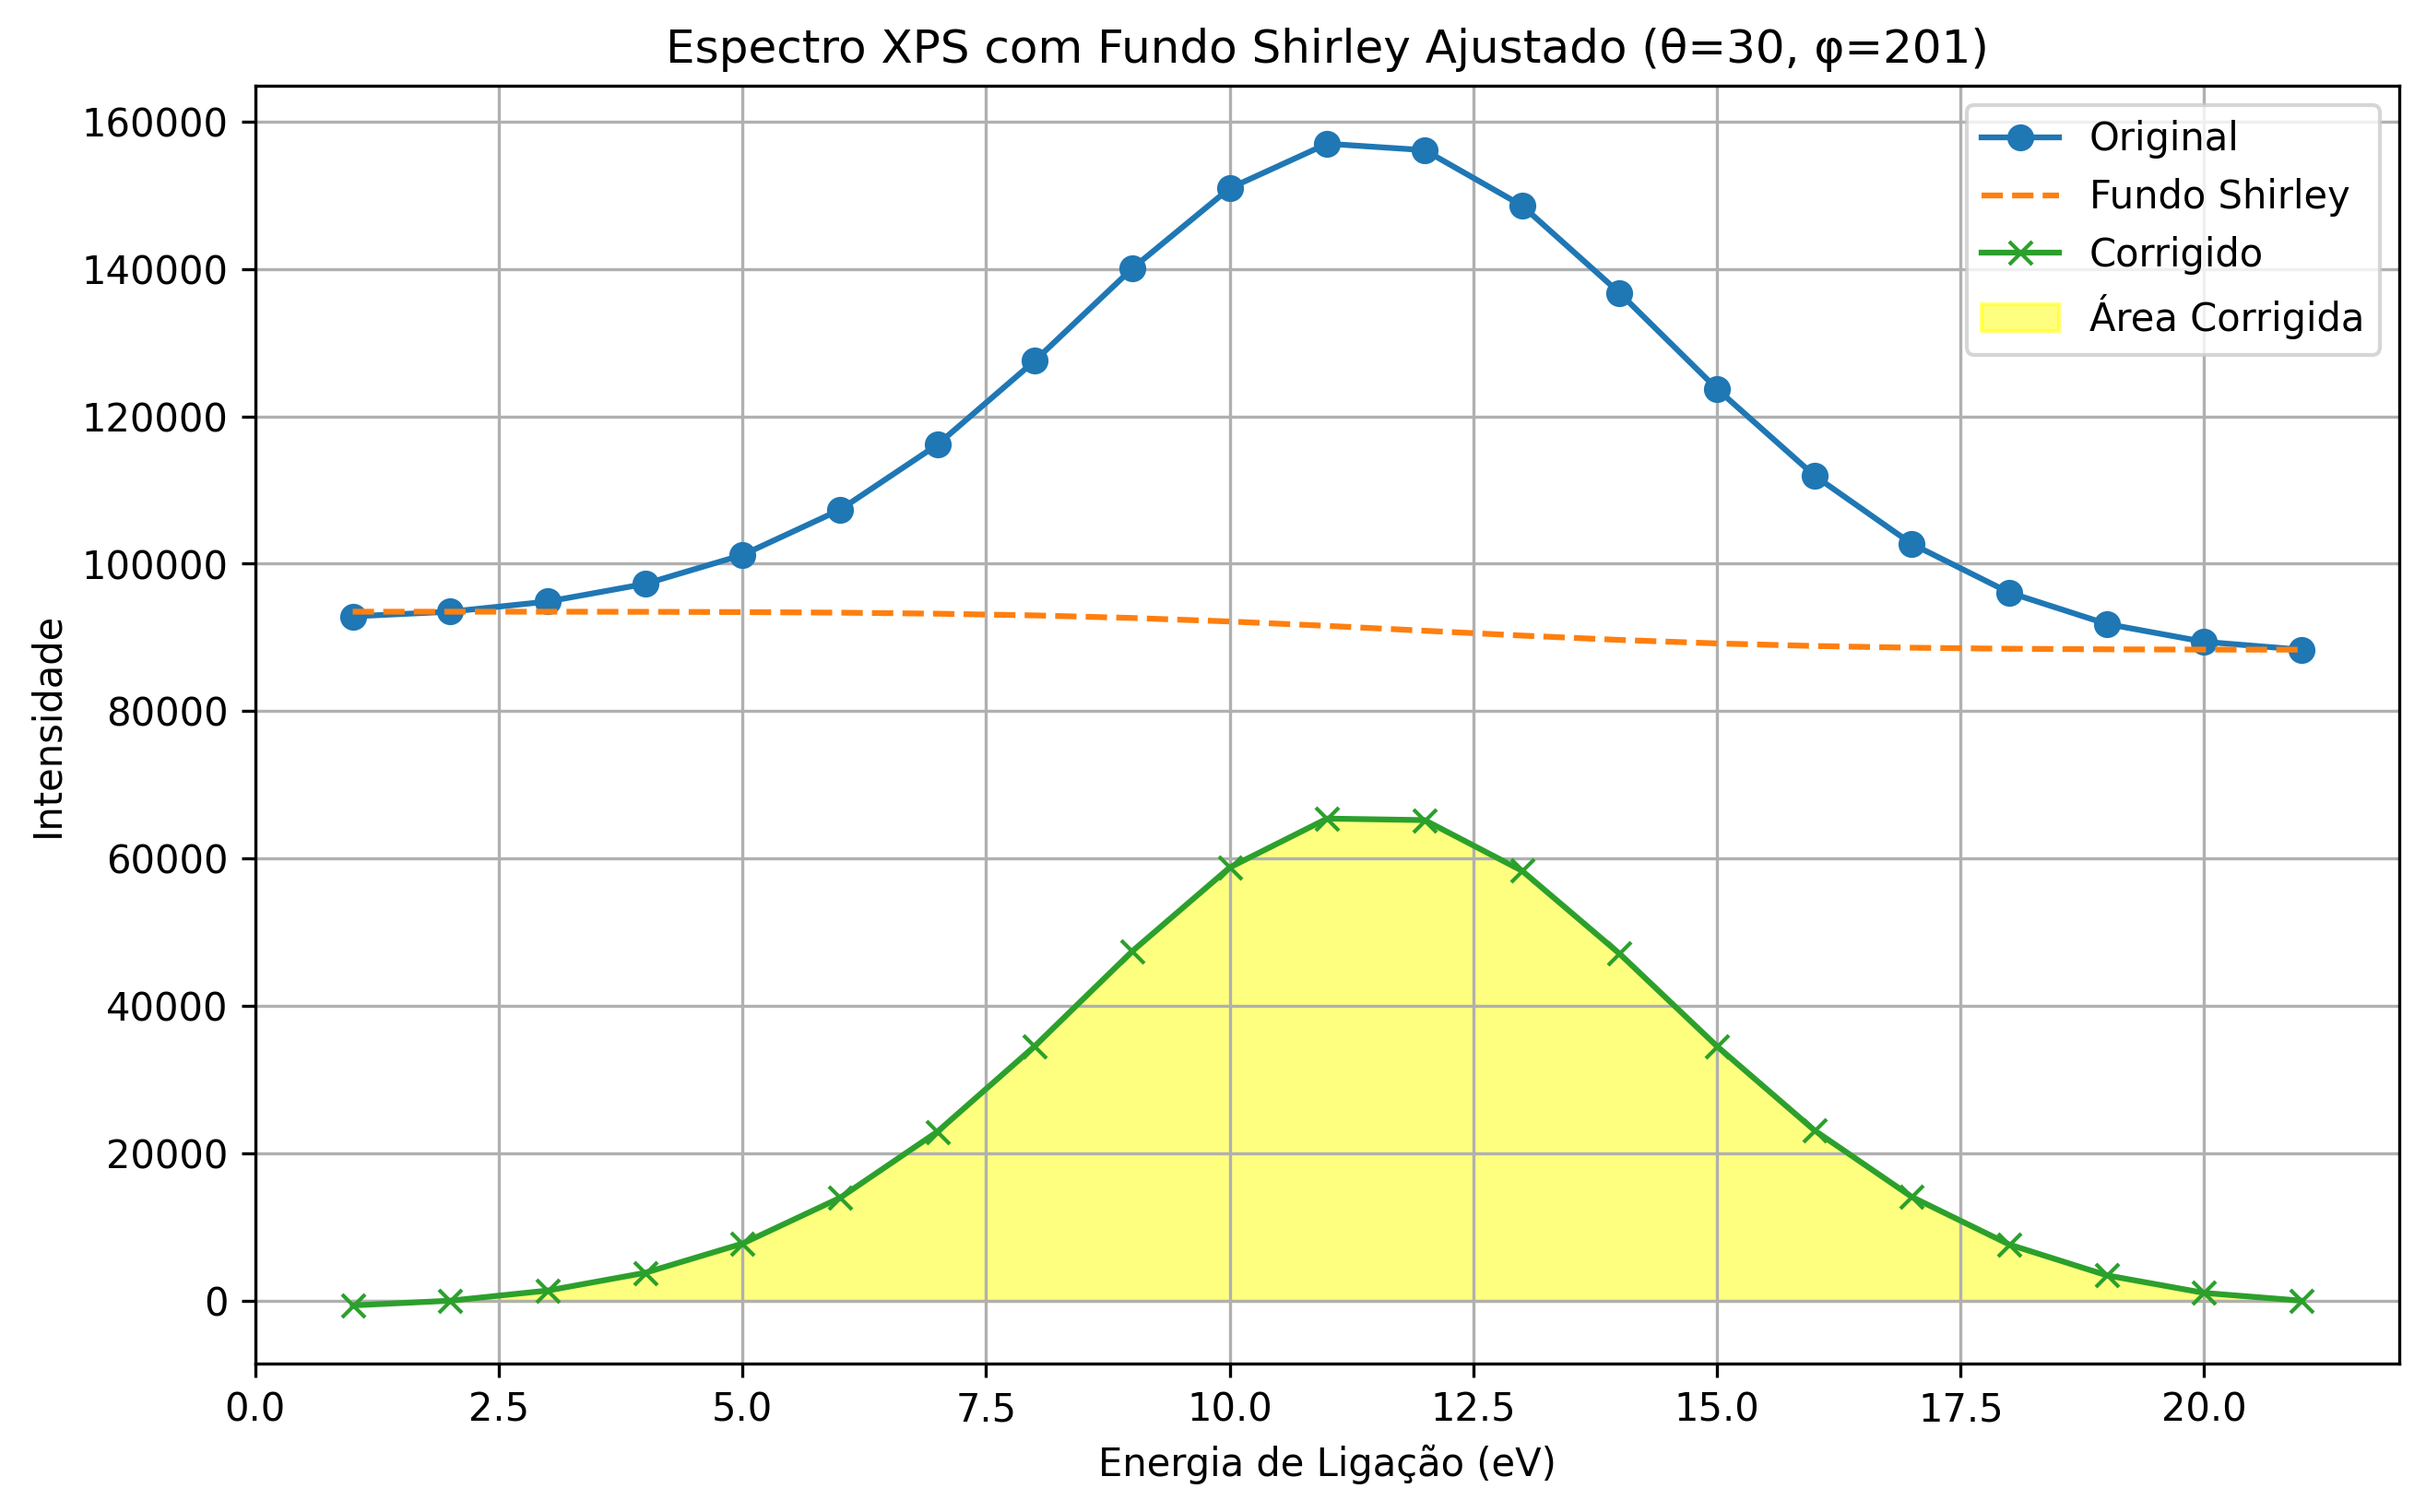 Espectro XPS com Fundo Shirley Ajustado (θ=30, φ=201)
160000
140000
120000
100000
80000
60000
40000
20000
0
Intensidade
Original
Fundo Shirley
Corrigido
Área Corrigida
0.0 2.5 5.0 7.5 10.0 12.5 15.0 17.5 20.0
Energia de Ligação (eV)